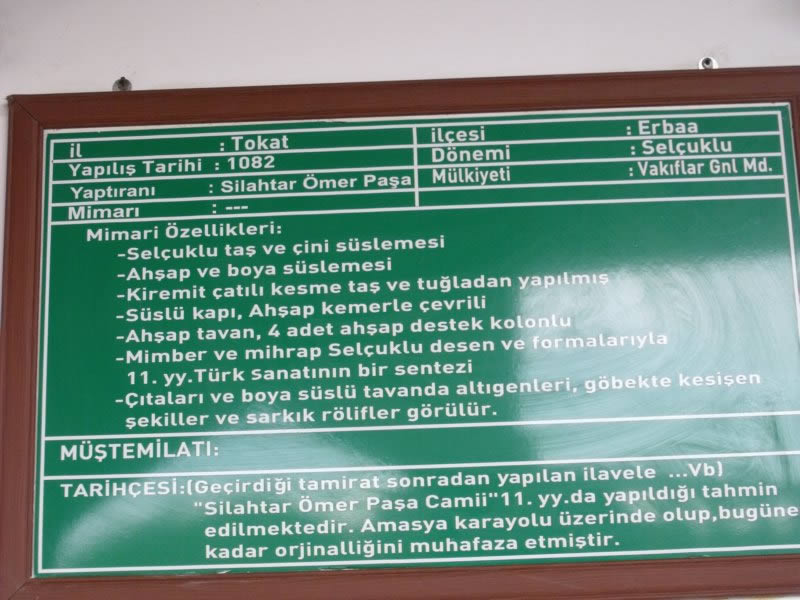 il : Tokat
Yapılış Tarihi : 1082
Yaptıranı : Silahtar Ömer Paşa
Mimarı : ---
ilçesi : Erbaa
Dönemi : Selçuklu
Mülkiyeti : Vakıflar Gnl Md.
Mimari Özellikleri:
-Selçuklu taş ve çini süslemesi
-Ahşap ve boya süslemesi
-Kiremit çatılı kesme taş ve tuğladan yapılmış
-Süslü kapı, Ahşap kemerle çevrili
-Ahşap tavan, 4 adet ahşap destek kolonlu
-Mimber ve mihrap Selçuklu desen ve formalarıyla
11. yy.Türk Sanatının bir sentezi
-Çıtaları ve boya süslü tavanda altıgenleri, göbekte kesişen
şekiller ve sarkık rölifler görülür.
MÜŞTEMİLATI:
TARİHÇESİ:(Geçirdiği tamirat sonradan yapılan ilavele ...Vb)
"Silahtar Ömer Paşa Camii"11. yy.da yapıldığı tahmin
edilmektedir. Amasya karayolu üzerinde olup,bugüne
kadar orjinalliğini muhafaza etmiştir.